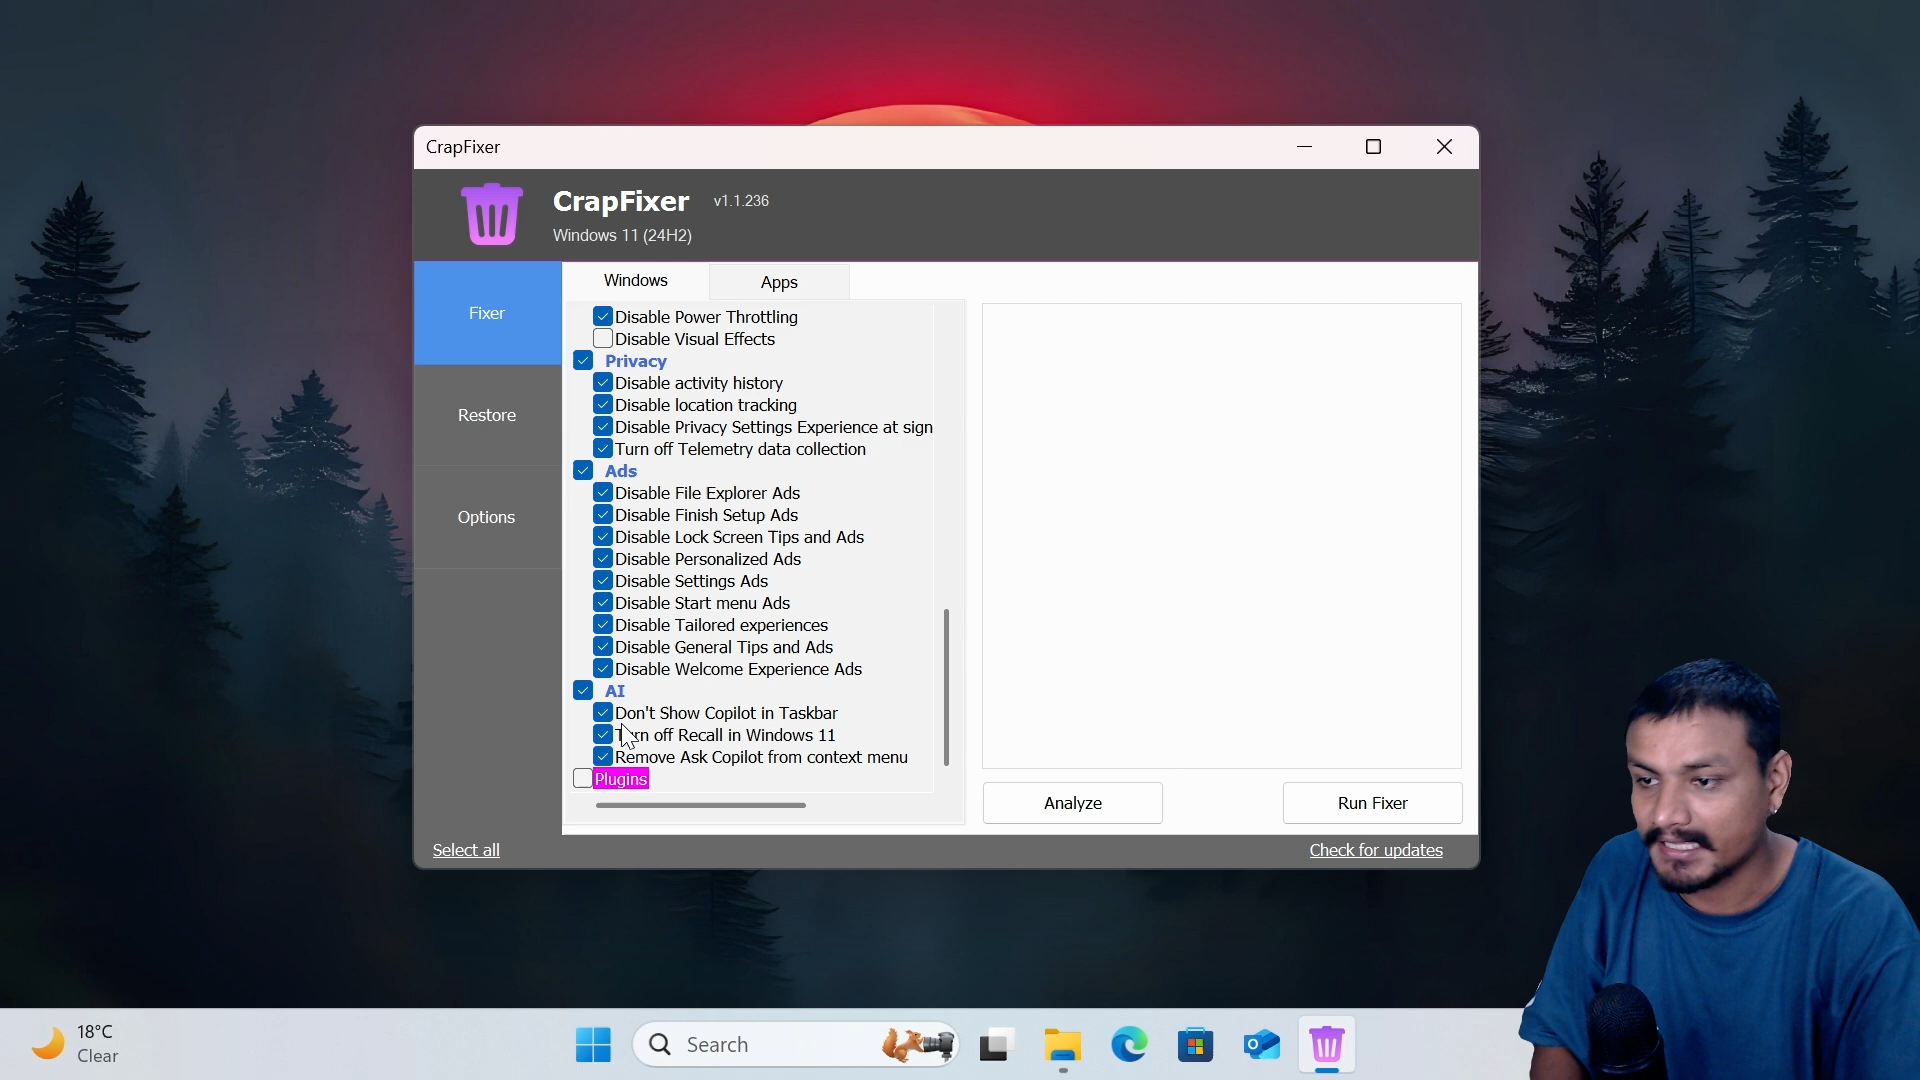 CrapFixer
CrapFixer v1.1.236
Windows 11 (24H2)
Fixer
Restore
Options
Windows
Apps
Disable Power Throttling
Disable Visual Effects
Privacy
Disable activity history
Disable location tracking
Disable Privacy Settings Experience at sign
Turn off Telemetry data collection
Ads
Disable File Explorer Ads
Disable Finish Setup Ads
Disable Lock Screen Tips and Ads
Disable Personalized Ads
Disable Settings Ads
Disable Start menu Ads
Disable Tailored experiences
Disable General Tips and Ads
Disable Welcome Experience Ads
AI
Don't Show Copilot in Taskbar
Turn off Recall in Windows 11
Remove Ask Copilot from context menu
Plugins
Analyze
Run Fixer
Select all
Check for updates
18°C
Clear
Search